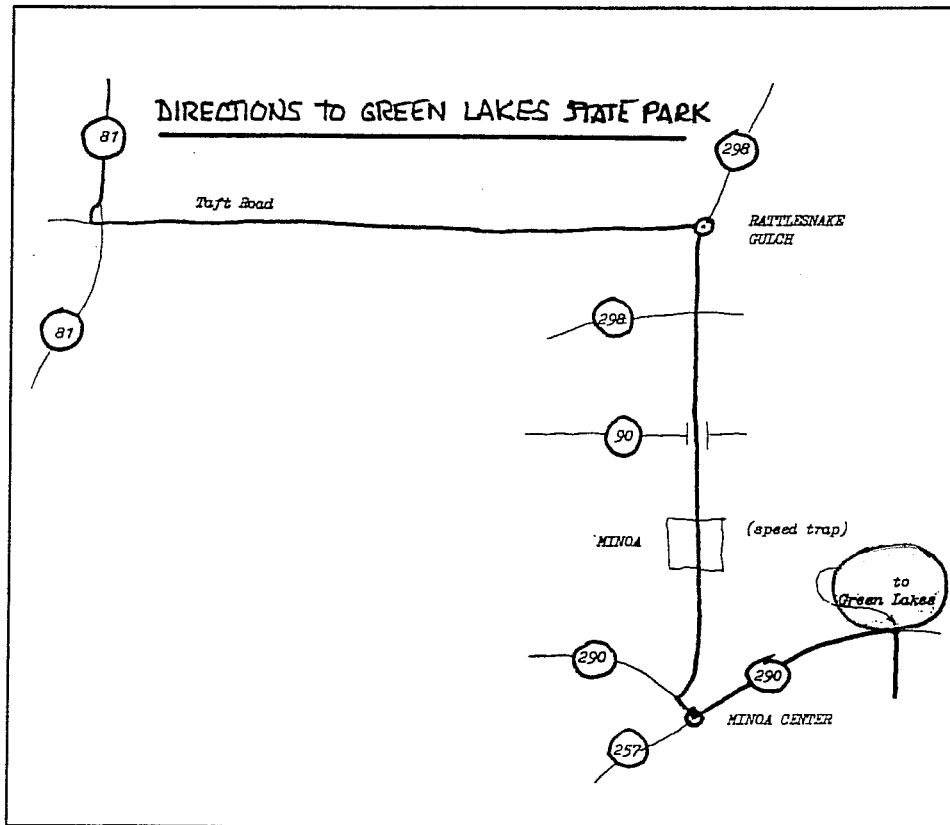 DIRECTIONS TO GREEN LAKES STATE PARK
81
298
Taft Road
RATTLESNAKE
GULCH
298
81
90
MINOA
(speed trap)
to
Green Lakes
290
290
MINOA CENTER
257